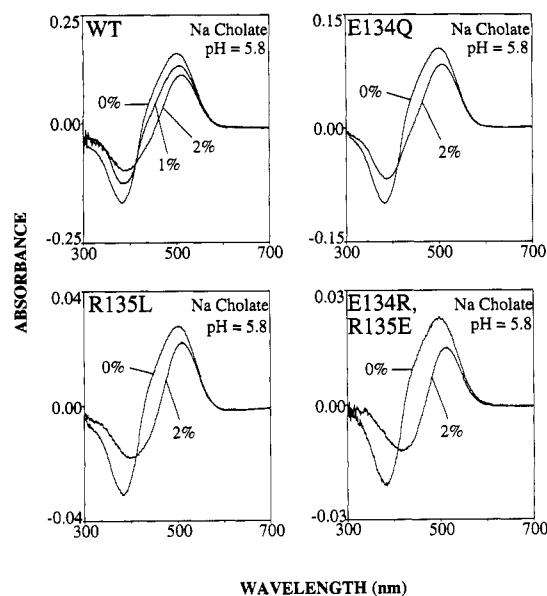 0.25
WT
Na Cholate
pH = 5.8
0%
1%
2%
0.00
-0.25
300
500
700
0.15
E134Q
Na Cholate
pH = 5.8
0%
2%
0.00
-0.15
300
500
700
ABSORBANCE
0.04
R135L
Na Cholate
pH = 5.8
0%
2%
0.00
-0.04
300
500
700
0.03
E134R,
R135E
Na Cholate
pH = 5.8
0%
2%
0.00
-0.03
300
500
700
WAVELENGTH (nm)